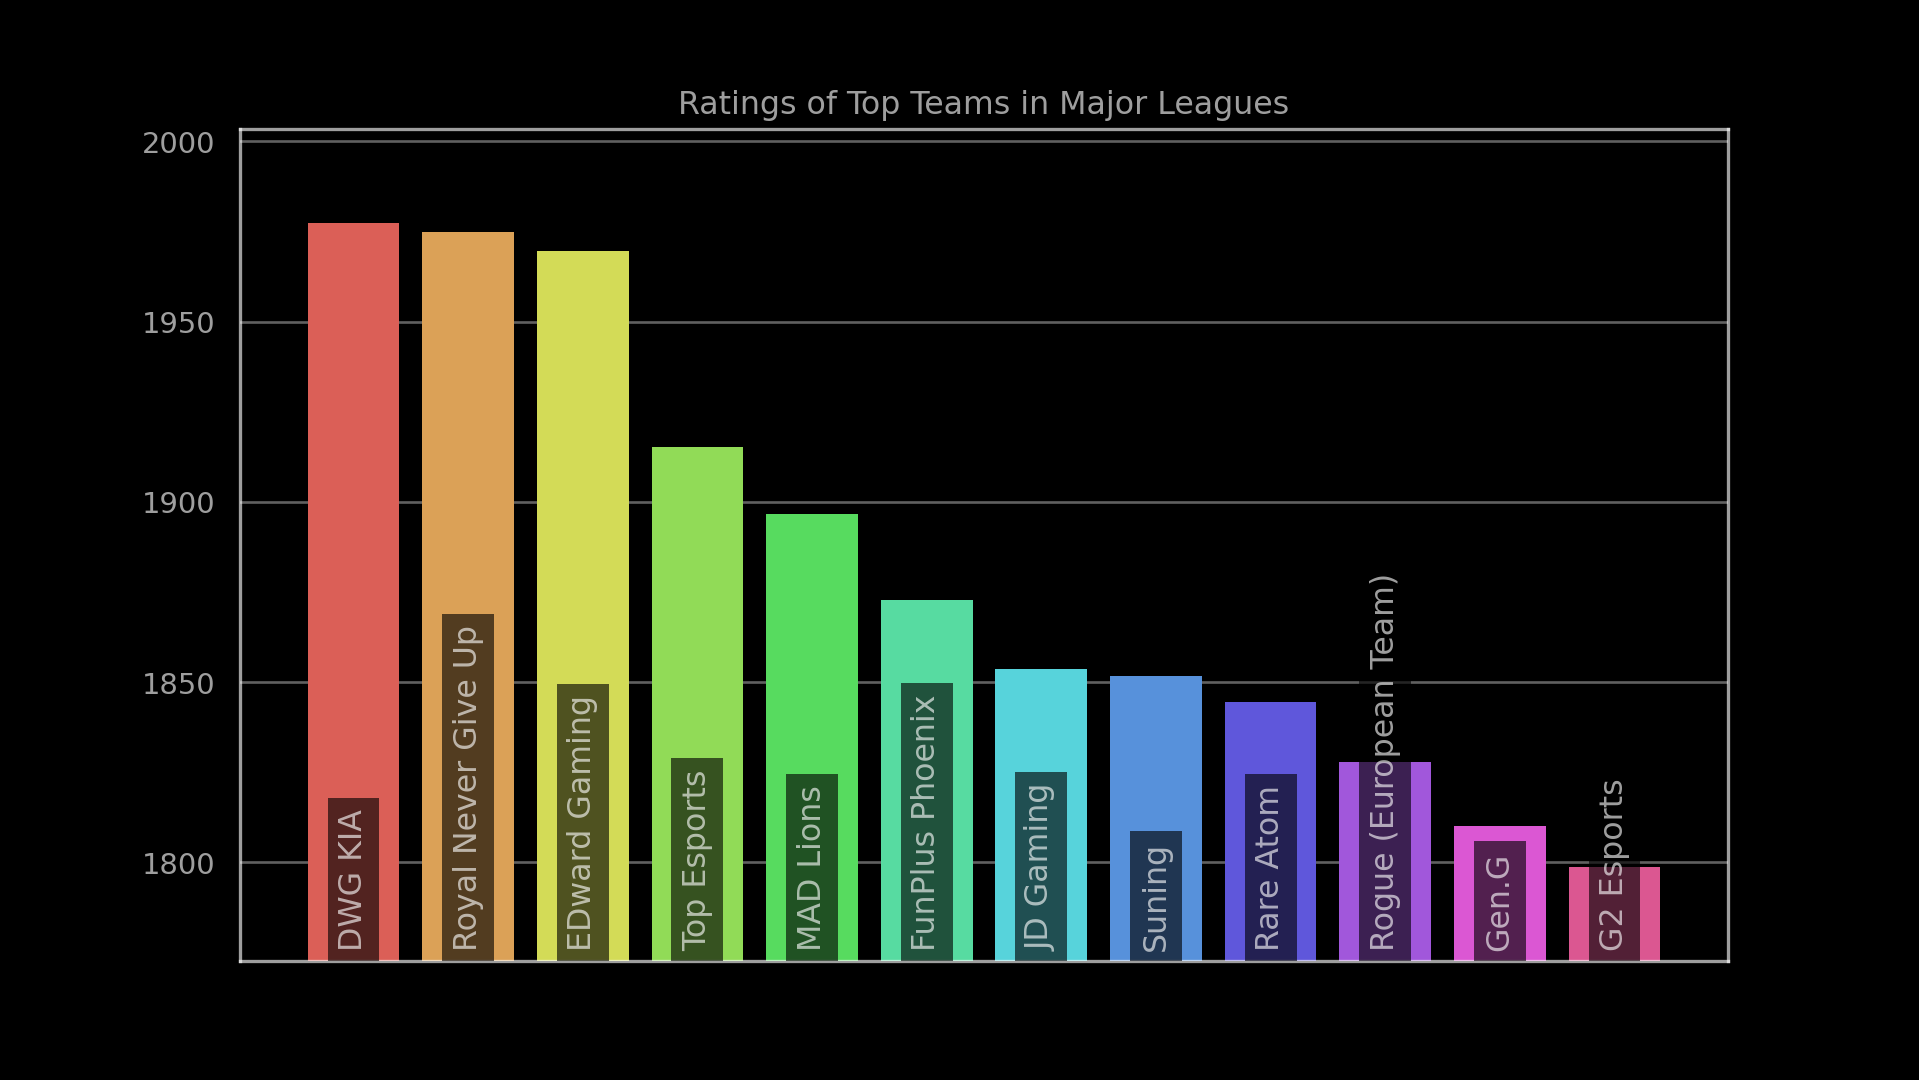 Ratings of Top Teams in Major Leagues
2000
1950
1900
1850
1800
DWG KIA
Royal Never Give Up
EDward Gaming
Top Esports
MAD Lions
FunPlus Phoenix
JD Gaming
Suning
Rare Atom
Rogue (European Team)
Gen.G
G2 Esports